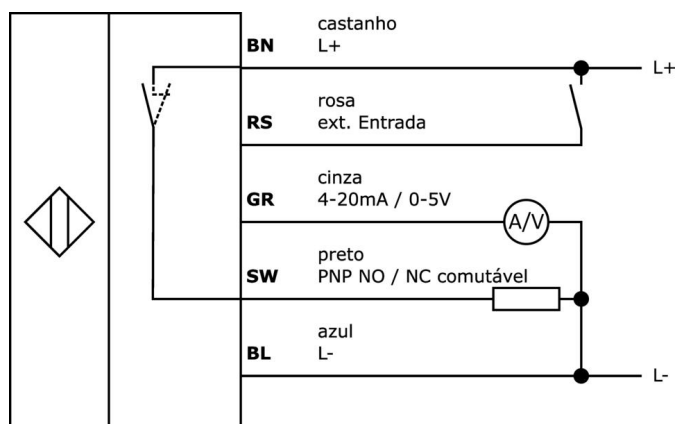 castanho
BN L+
L+
rosa
RS ext. Entrada
cinza
GR 4-20mA / 0-5V
A/V
preto
SW PNP NO / NC comutável
azul
BL L-
L-